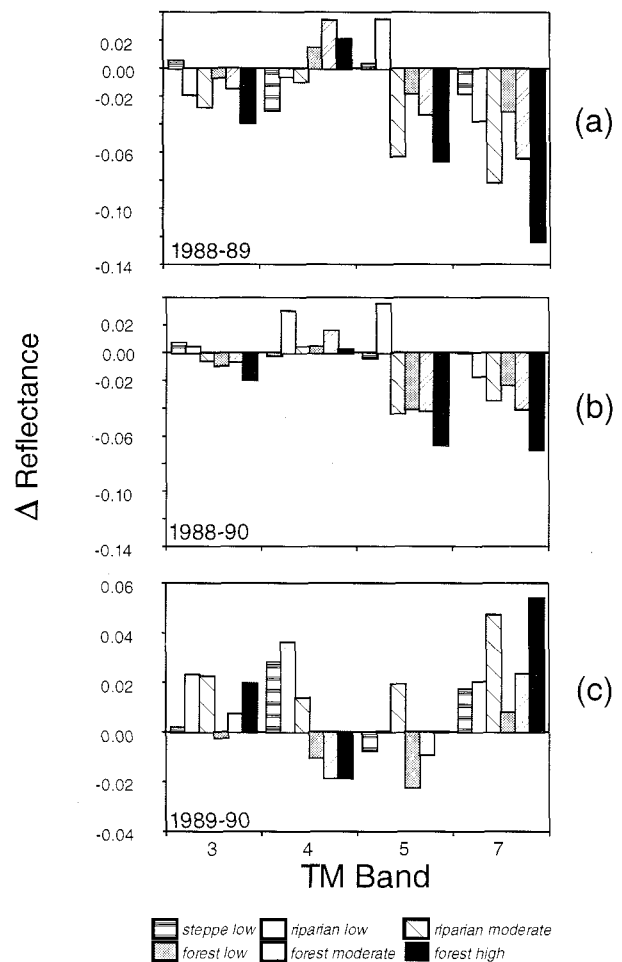 0.02
0.00
-0.02
-0.06
-0.10
-0.14
1988-89
(a)
0.02
0.00
-0.02
-0.06
-0.10
-0.14
1988-90
(b)
Δ Reflectance
0.06
0.04
0.02
0.00
-0.02
-0.04
1989-90
(c)
3 4 5 7
TM Band
steppe low riparian low riparian moderate
forest low forest moderate forest high